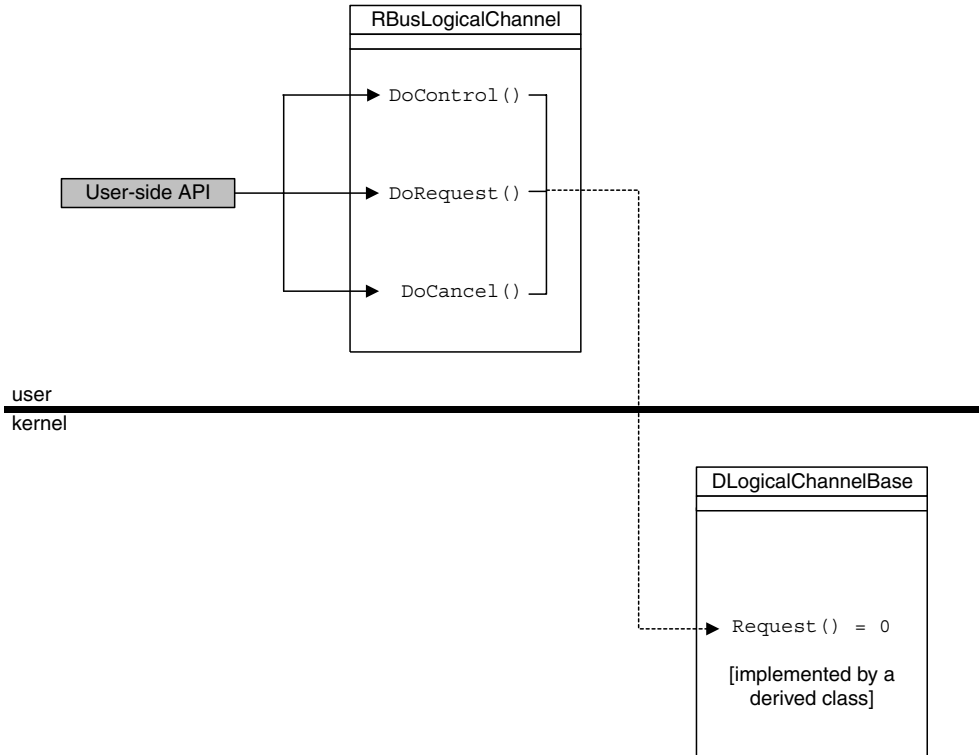 RBusLogicalChannel
DoControl()
User-side API
DoRequest()
DoCancel()
user
kernel
DLogicalChannelBase
Request() = 0
[implemented by a
derived class]